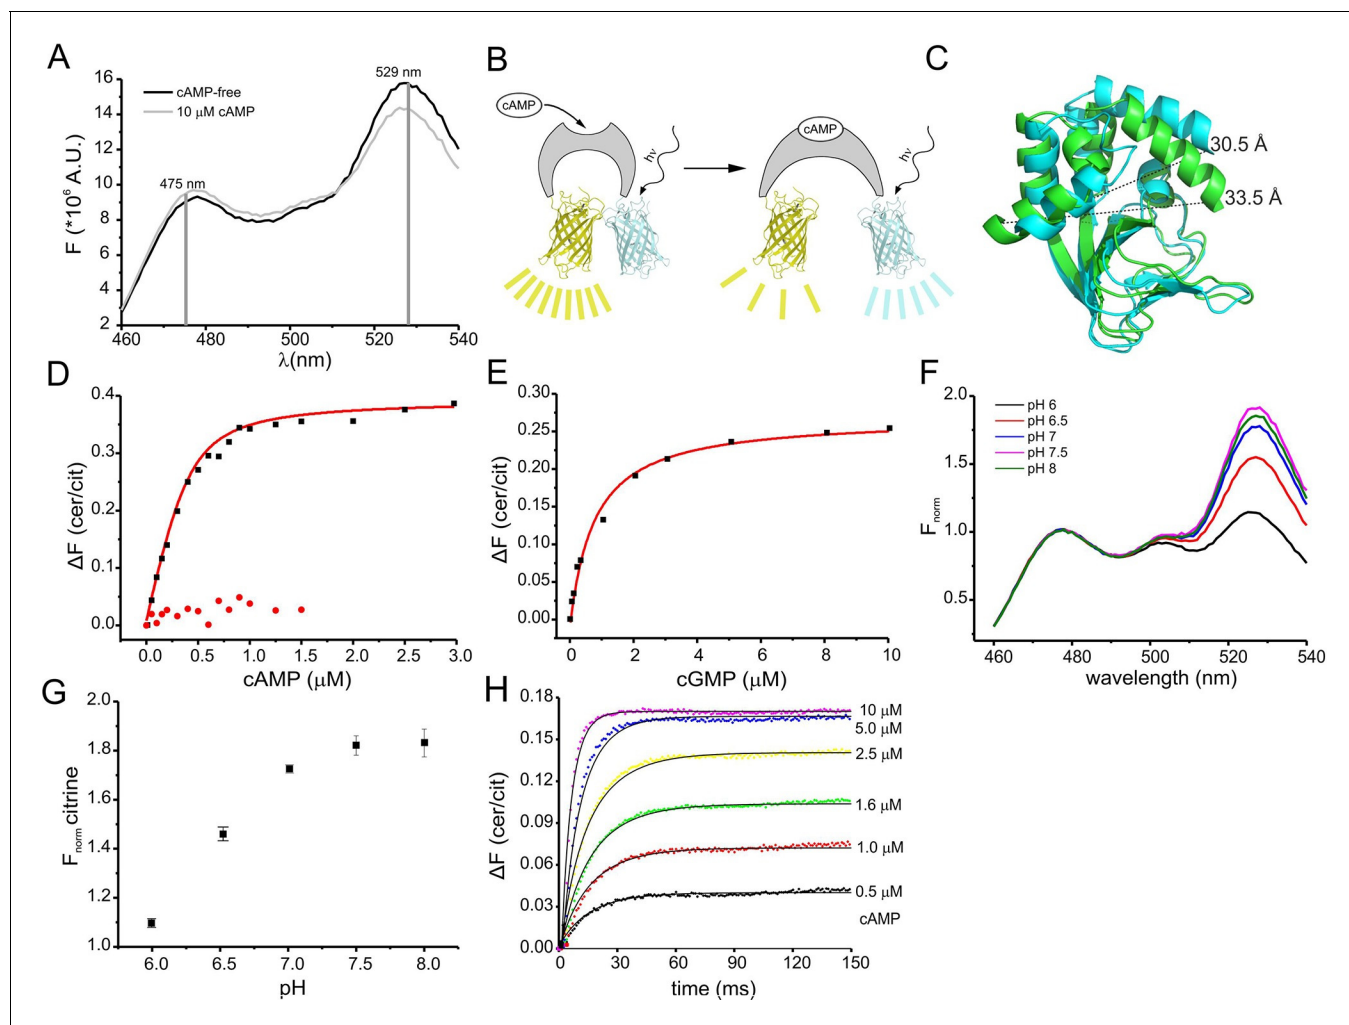 A
16
14
12
10
8
6
4
2
F (*10⁶ A.U.)
cAMP-free
10 μM cAMP
475 nm
529 nm
460
480
500
520
540
λ(nm)
B
cAMP
hν
cAMP
hν
C
30.5 Å
33.5 Å
D
0.4
0.3
0.2
0.1
0.0
ΔF (cer/cit)
0.0
0.5
1.0
1.5
2.0
2.5
3.0
cAMP (μM)
E
0.30
0.25
0.20
0.15
0.10
0.05
0.00
ΔF (cer/cit)
0
2
4
6
8
10
cGMP (μM)
F
2.0
1.5
1.0
0.5
Fnorm
pH 6
pH 6.5
pH 7
pH 7.5
pH 8
460
480
500
520
540
wavelength (nm)
G
2.0
1.8
1.6
1.4
1.2
1.0
Fnorm citrine
6.0
6.5
7.0
7.5
8.0
pH
H
0.18
0.15
0.12
0.09
0.06
0.03
0.00
ΔF (cer/cit)
10 μM
5.0 μM
2.5 μM
1.6 μM
1.0 μM
0.5 μM
cAMP
0
30
60
90
120
150
time (ms)